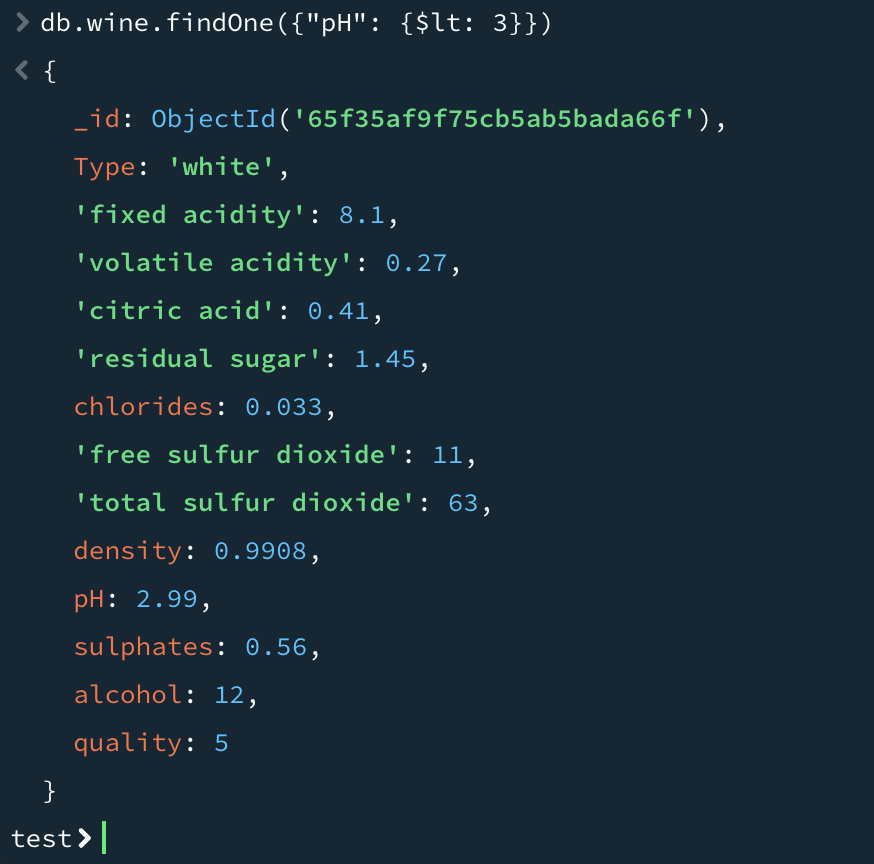 > db.wine.findOne({"pH": {$lt: 3}})
< {
_id: ObjectId('65f35af9f75cb5ab5bada66f'),
Type: 'white',
'fixed acidity': 8.1,
'volatile acidity': 0.27,
'citric acid': 0.41,
'residual sugar': 1.45,
chlorides: 0.033,
'free sulfur dioxide': 11,
'total sulfur dioxide': 63,
density: 0.9908,
pH: 2.99,
sulphates: 0.56,
alcohol: 12,
quality: 5
}
test>